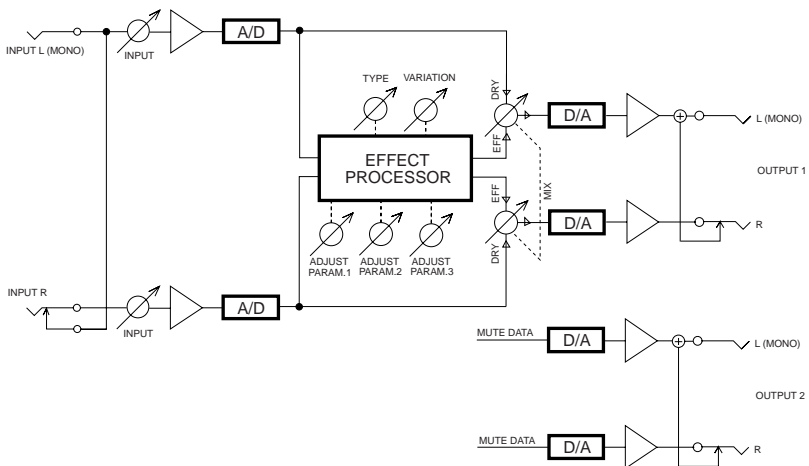 INPUT L (MONO)
INPUT
A/D
TYPE
VARIATION
DRY
EFF
D/A
L (MONO)
OUTPUT 1
EFFECT
PROCESSOR
MIX
EFF
DRY
D/A
R
ADJUST
PARAM.1
ADJUST
PARAM.2
ADJUST
PARAM.3
INPUT R
INPUT
A/D
MUTE DATA
D/A
L (MONO)
OUTPUT 2
MUTE DATA
D/A
R